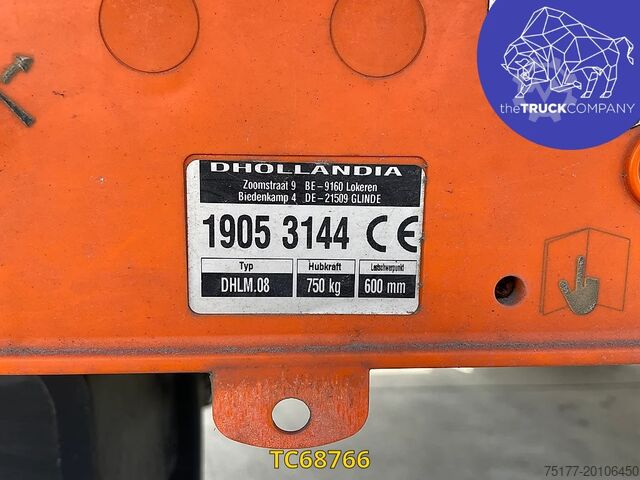 theTRUCKCOMPANY
DHOLLANDIA
Zoomstraat 9 BE-9160 Lokeren
Biedenkamp 4 DE-21509 GLINDE
1905 3144 CE
Typ Hubkraft Lastschwerpunkt
DHLM.08 750 kg 600 mm
TC68766
75177-20106450